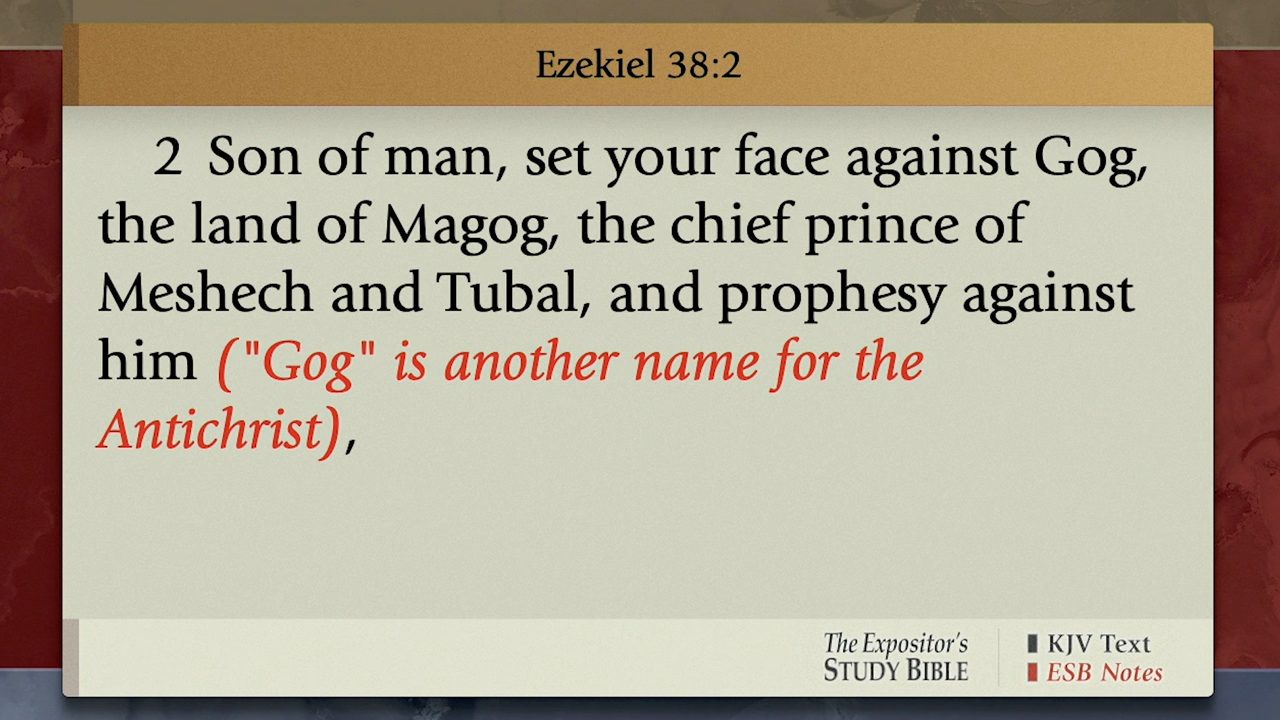 Ezekiel 38:2
2 Son of man, set your face against Gog,
the land of Magog, the chief prince of
Meshech and Tubal, and prophesy against
him ("Gog" is another name for the
Antichrist),
The Expositor's
STUDY BIBLE
KJV Text
ESB Notes